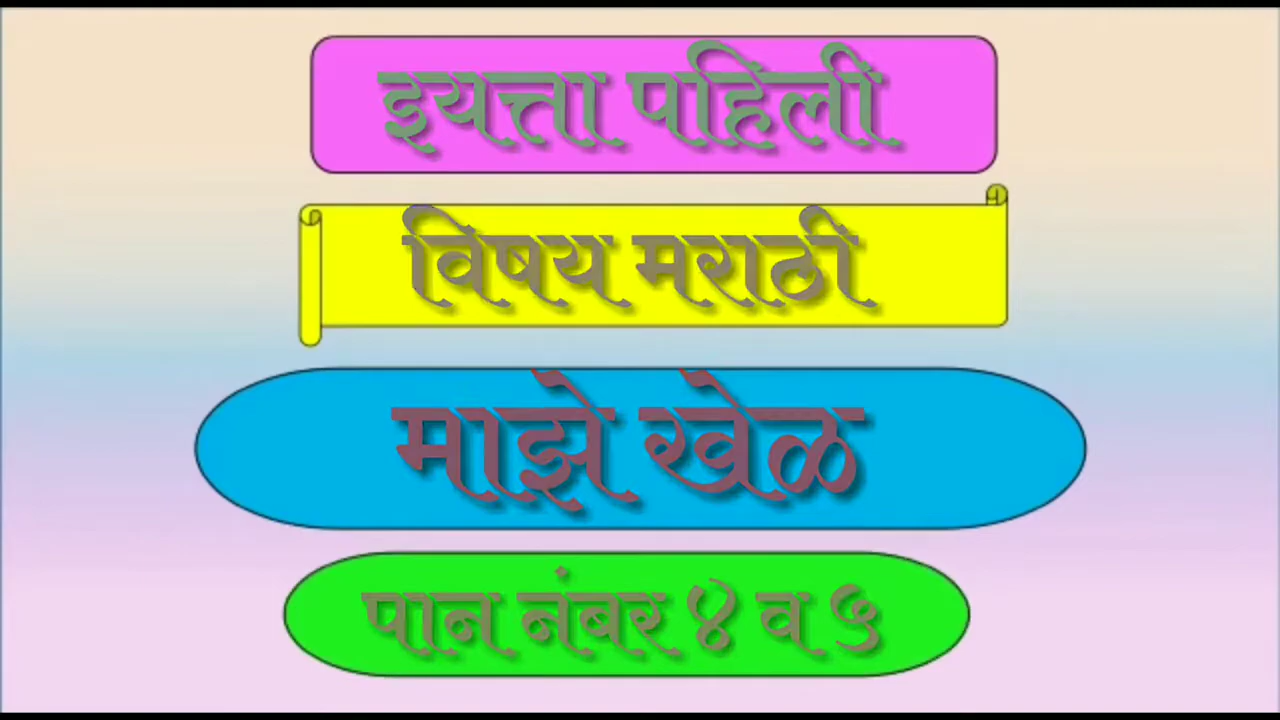 इयत्ता पहिली
विषय मराठी
माझे खेळ
पान नंबर ४ व ५